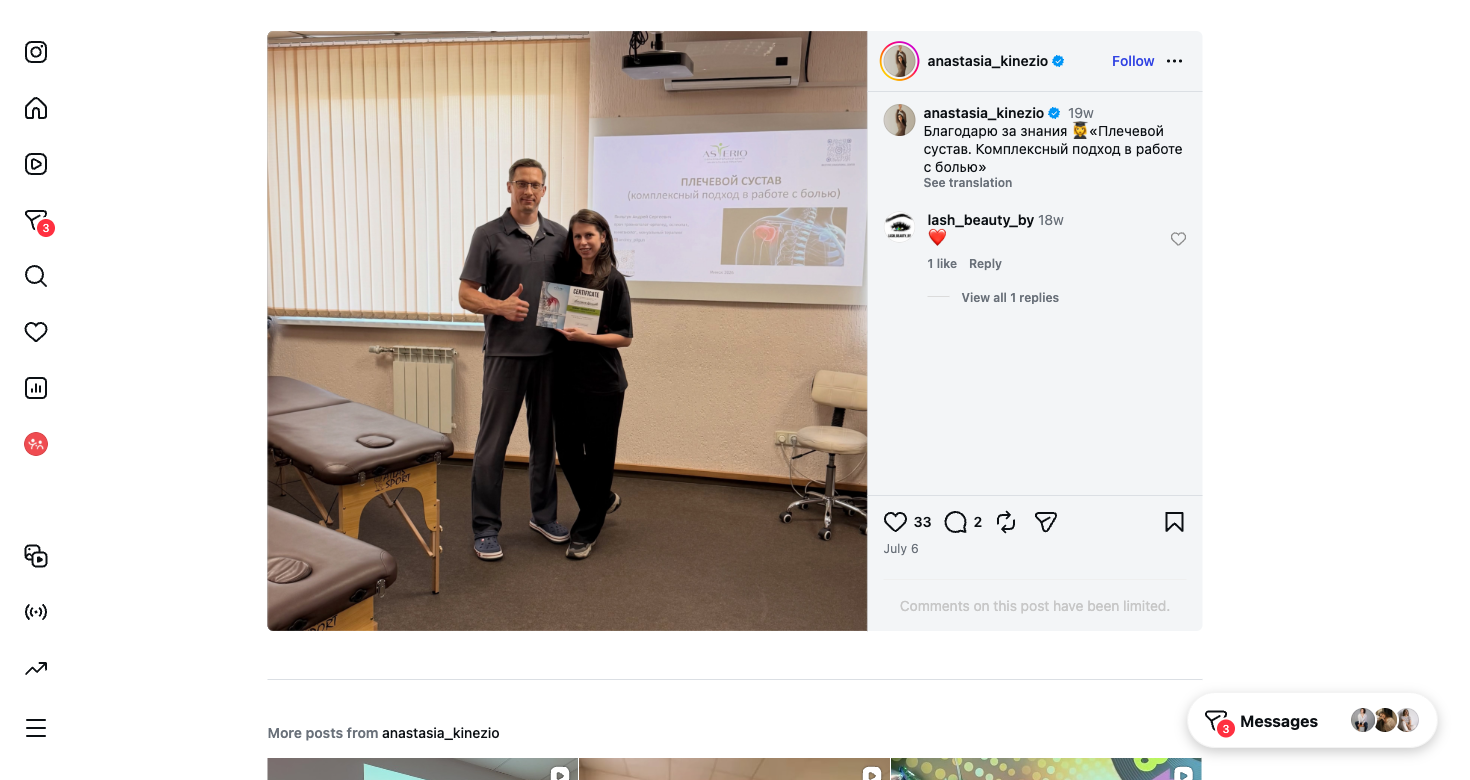 3
ASTERIO
ПЛЕЧЕВОЙ СУСТАВ
(комплексный подход в работе с болью)
CERTIFICATE
SPORT
anastasia_kinezio
Follow
anastasia_kinezio 19w
Благодарю за знания 👩‍🎓«Плечевой
сустав. Комплексный подход в работе
с болью»
See translation
lash_beauty_by 18w
❤️
1 like Reply
View all 1 replies
33 2
July 6
Comments on this post have been limited.
More posts from anastasia_kinezio
3 Messages